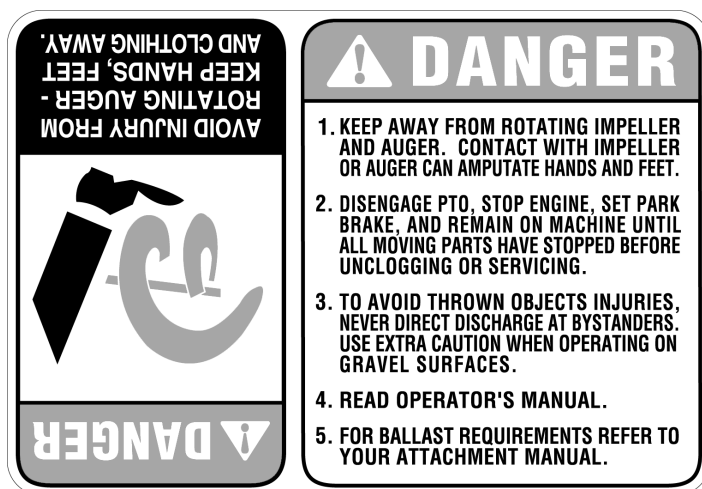 DANGER
AVOID INJURY FROM
ROTATING AUGER -
KEEP HANDS, FEET
AND CLOTHING AWAY.
DANGER
1. KEEP AWAY FROM ROTATING IMPELLER
AND AUGER. CONTACT WITH IMPELLER
OR AUGER CAN AMPUTATE HANDS AND FEET.
2. DISENGAGE PTO, STOP ENGINE, SET PARK
BRAKE, AND REMAIN ON MACHINE UNTIL
ALL MOVING PARTS HAVE STOPPED BEFORE
UNCLOGGING OR SERVICING.
3. TO AVOID THROWN OBJECTS INJURIES,
NEVER DIRECT DISCHARGE AT BYSTANDERS.
USE EXTRA CAUTION WHEN OPERATING ON
GRAVEL SURFACES.
4. READ OPERATOR'S MANUAL.
5. FOR BALLAST REQUIREMENTS REFER TO
YOUR ATTACHMENT MANUAL.